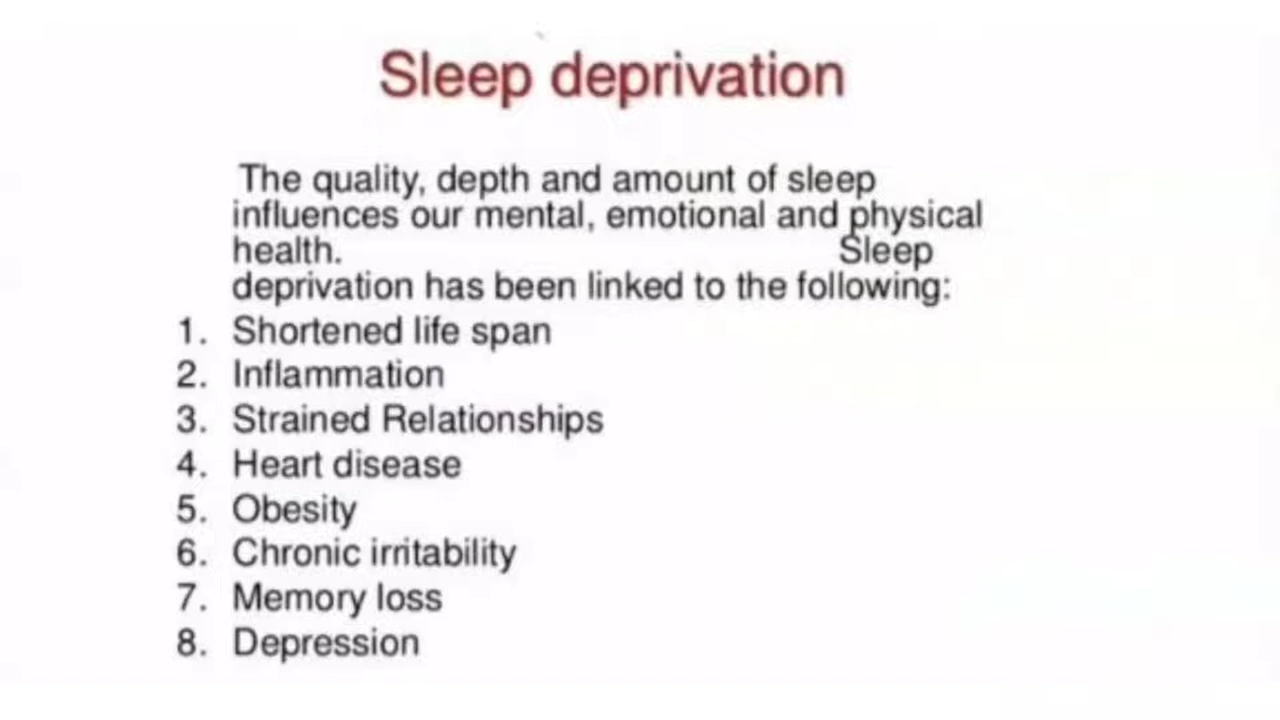 Sleep deprivation
The quality, depth and amount of sleep
influences our mental, emotional and physical
health. Sleep
deprivation has been linked to the following:
1. Shortened life span
2. Inflammation
3. Strained Relationships
4. Heart disease
5. Obesity
6. Chronic irritability
7. Memory loss
8. Depression